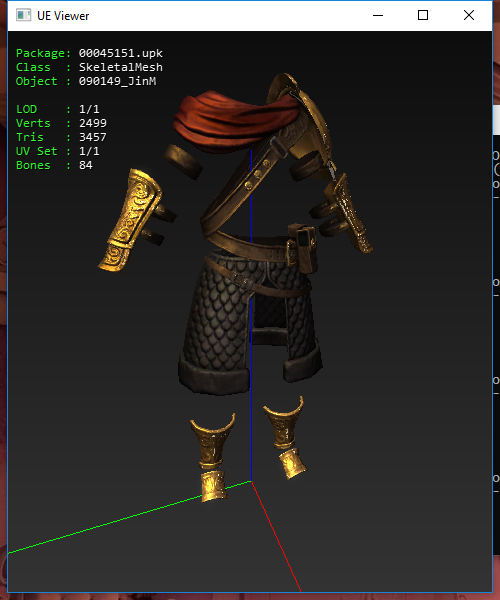 UE Viewer
Package: 00045151.upk
Class : SkeletalMesh
Object : 090149_JinM
LOD : 1/1
Verts : 2499
Tris : 3457
UV Set : 1/1
Bones : 84